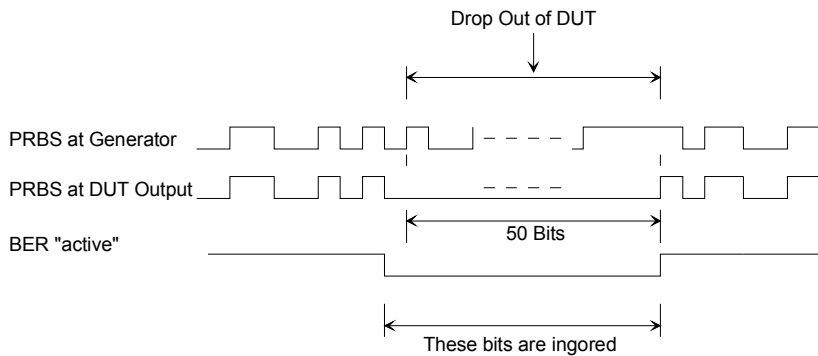 Drop Out of DUT
PRBS at Generator
PRBS at DUT Output
50 Bits
BER "active"
These bits are ingored